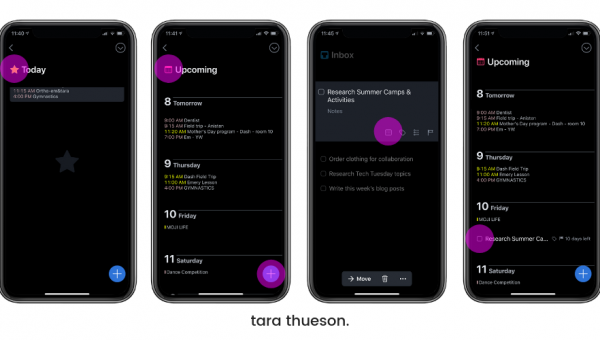 11:40
Today
11:15 AM Ortho-emiliara
4:00 PM Gymnastics
11:41
Upcoming
8 Tomorrow
9:00 AM Dentist
9:15 AM Field trip - Aniston
11:20 AM Mother's Day program - Dash - room 10
7:00 PM Em - YW
9 Thursday
9:15 AM Dash Field Trip
11:00 AM Emery Lesson
4:00 PM GYMNASTICS
10 Friday
MOJI LIFE
11 Saturday
Dance Competition
11:45
Inbox
Research Summer Camps &
Activities
Notes
Order clothing for collaboration
Research Tech Tuesday topics
Write this week's blog posts
Move
11:51
Upcoming
8 Tomorrow
9:00 AM Dentist
9:15 AM Field trip - Aniston
11:20 AM Mother's Day program - Dash - room 10
7:00 PM Em - YW
9 Thursday
9:15 AM Dash Field Trip
11:00 AM Emery Lesson
4:00 PM GYMNASTICS
10 Friday
MOJI LIFE
Research Summer Ca... 10 days left
11 Saturday
Dance Competition
tara thueson.